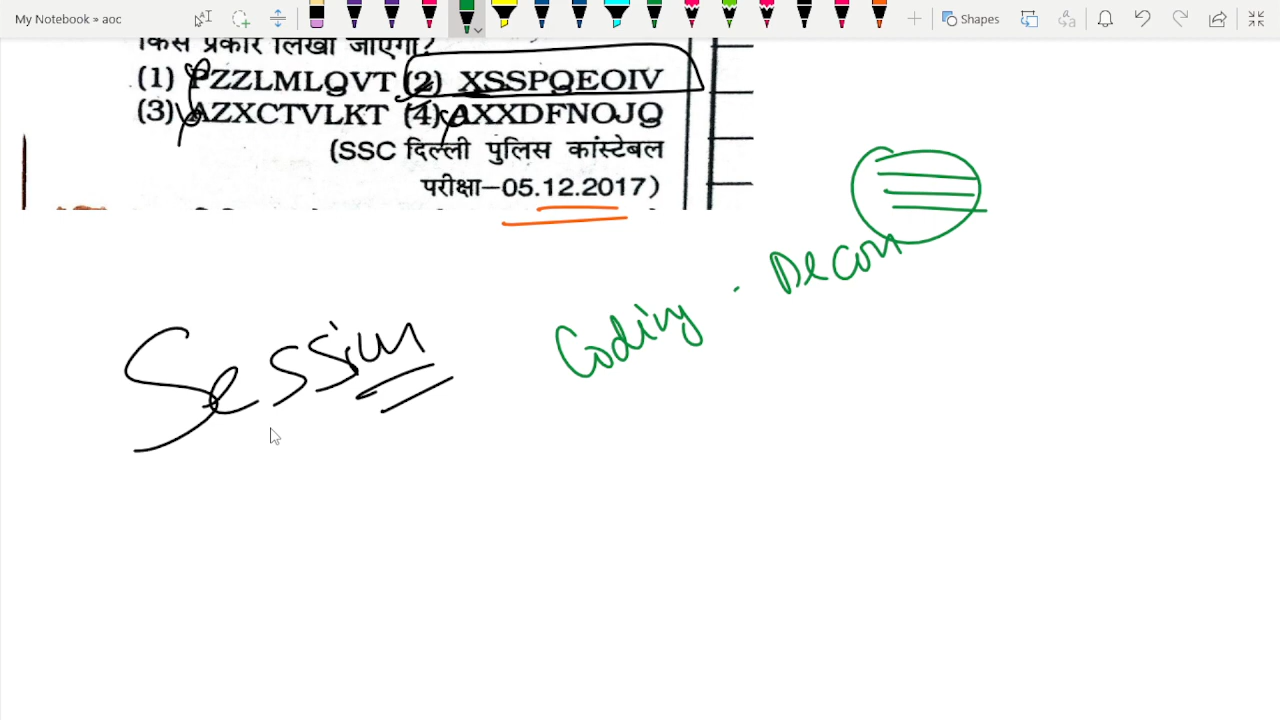 My Notebook » aoc
Shapes
किस प्रकार लिखा जाएगा?
(1) PZZLMLQVT (2) XSSPQEOIV
(3) AZXCTVLKT (4) AXXDFNOJQ
(SSC दिल्ली पुलिस कांस्टेबल
परीक्षा–05.12.2017)
Coding - Decon
Session